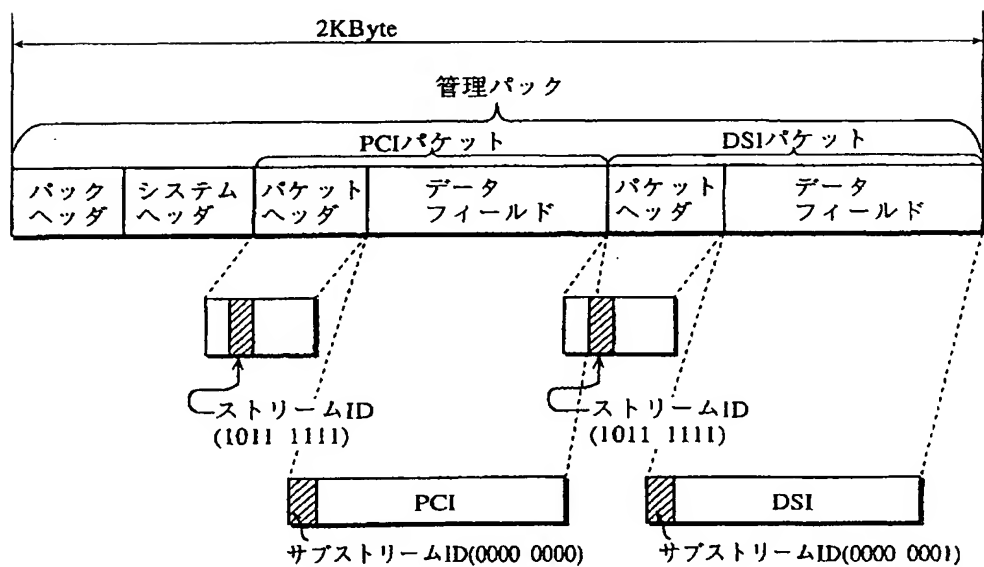 2KByte
管理パック
PCIパケット
DSIパケット
パック
ヘッダ
システム
ヘッダ
パケット
ヘッダ
データ
フィールド
パケット
ヘッダ
データ
フィールド
ストリームID
(1011 1111)
ストリームID
(1011 1111)
PCI
DSI
サブストリームID(0000 0000)
サブストリームID(0000 0001)